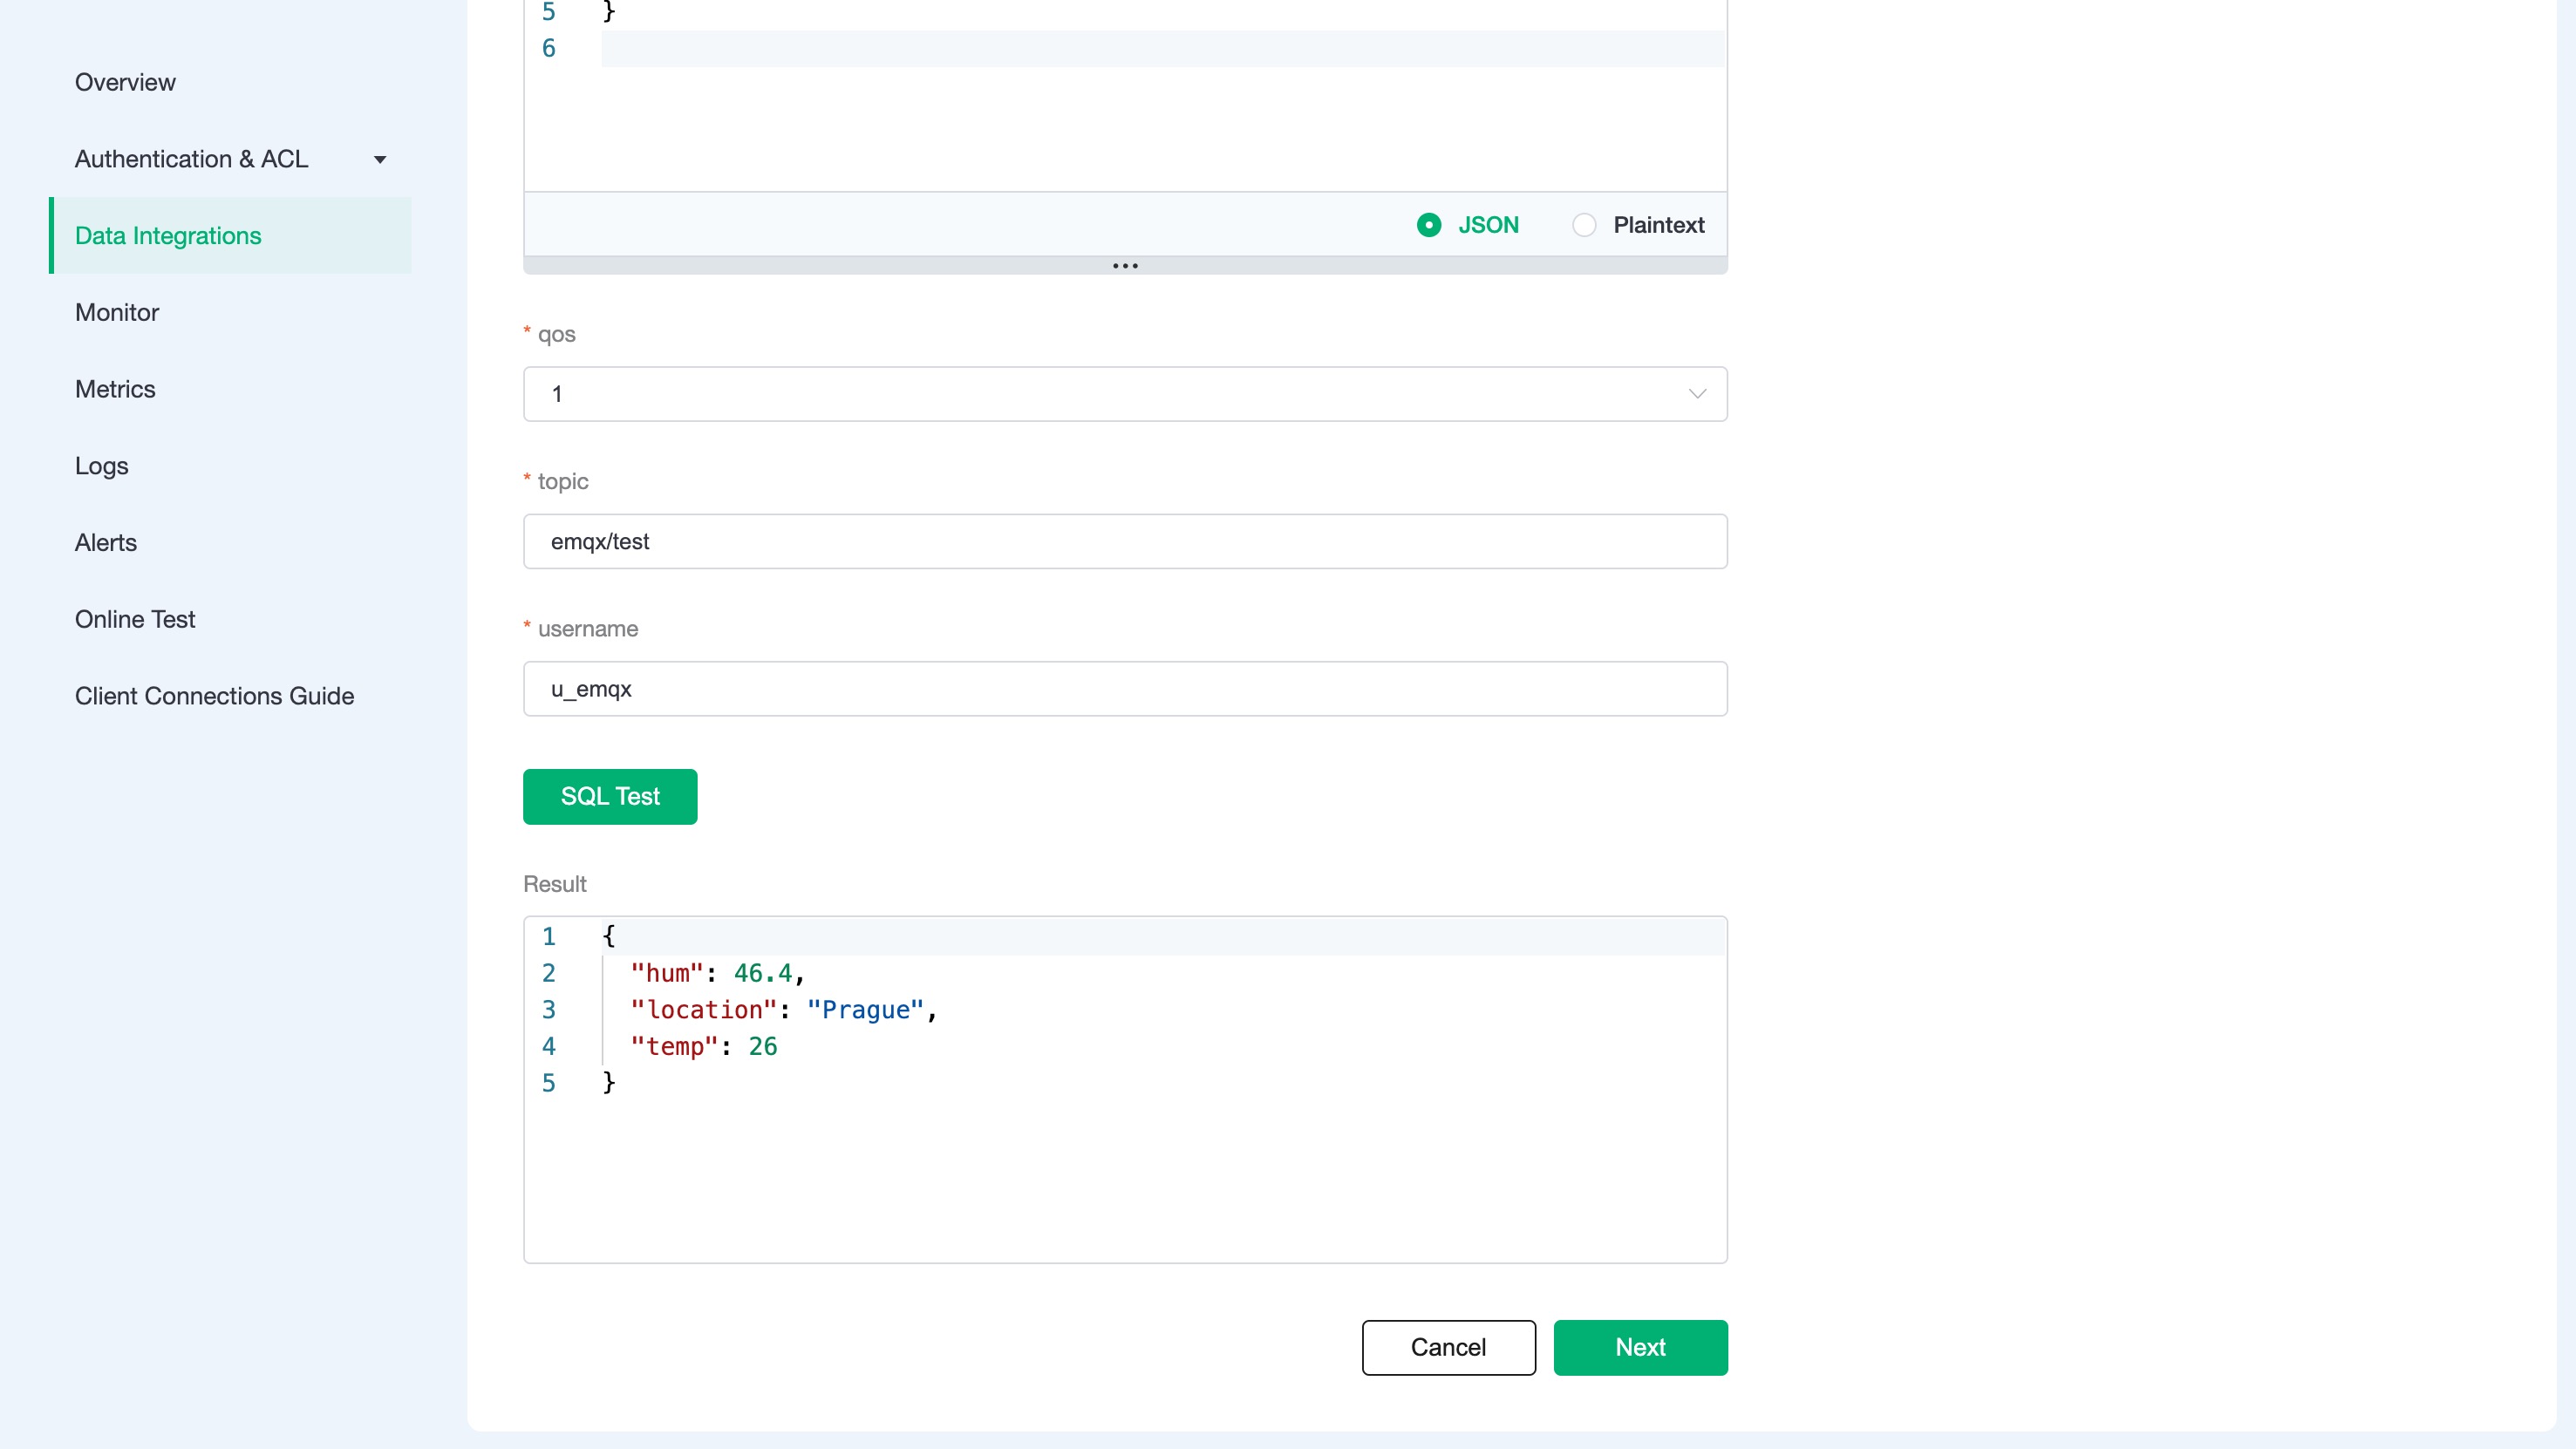 Overview
Authentication & ACL
Data Integrations
Monitor
Metrics
Logs
Alerts
Online Test
Client Connections Guide
5 }
6
JSON Plaintext
* qos
1
* topic
emqx/test
* username
u_emqx
SQL Test
Result
1 {
2 "hum": 46.4,
3 "location": "Prague",
4 "temp": 26
5 }
Cancel Next